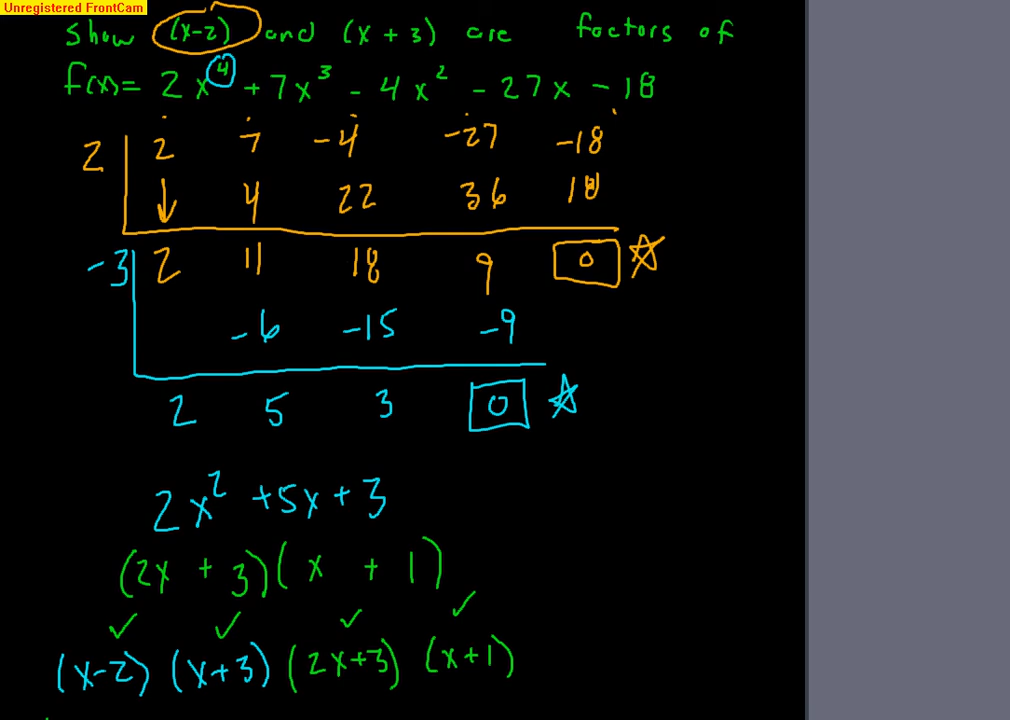 Unregistered FrontCam
Show (x-2) and (x + 3) are factors of
f(x)= 2x⁴ + 7x³ - 4x² - 27x - 18
2 2 7 -4 -27 -18
4 22 36 18
-3 2 11 18 9 0
-6 -15 -9
2 5 3 0
2x² +5x+3
(2x + 3)(x + 1)
(x-2) (x+3) (2x+3) (x+1)